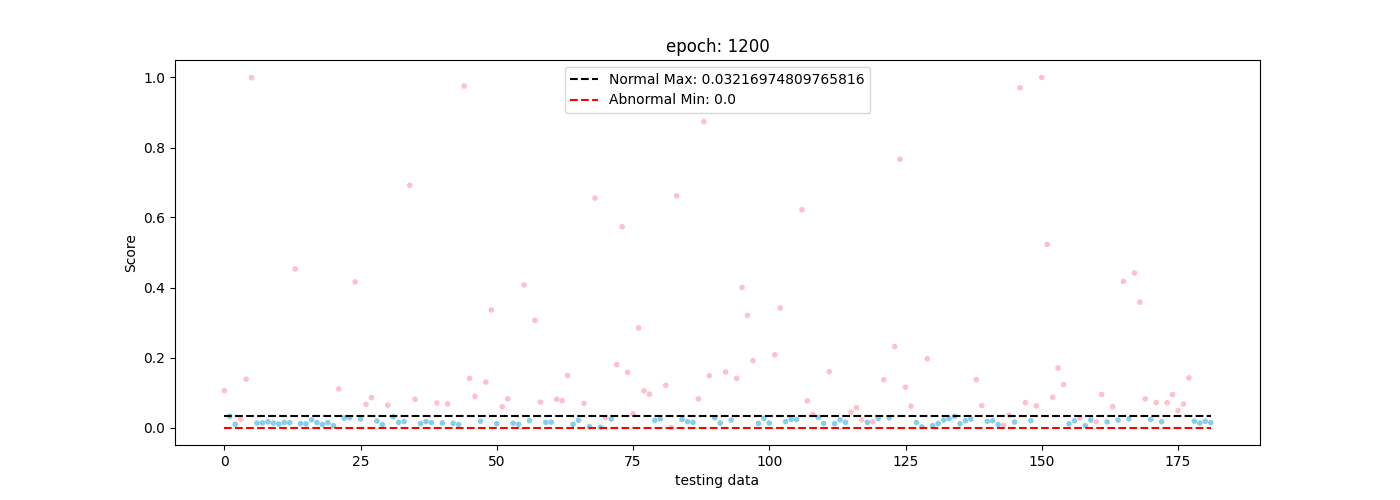 epoch: 1200
Normal Max: 0.03216974809765816
Abnormal Min: 0.0
1.0
0.8
0.6
0.4
0.2
0.0
Score
0 25 50 75 100 125 150 175
testing data